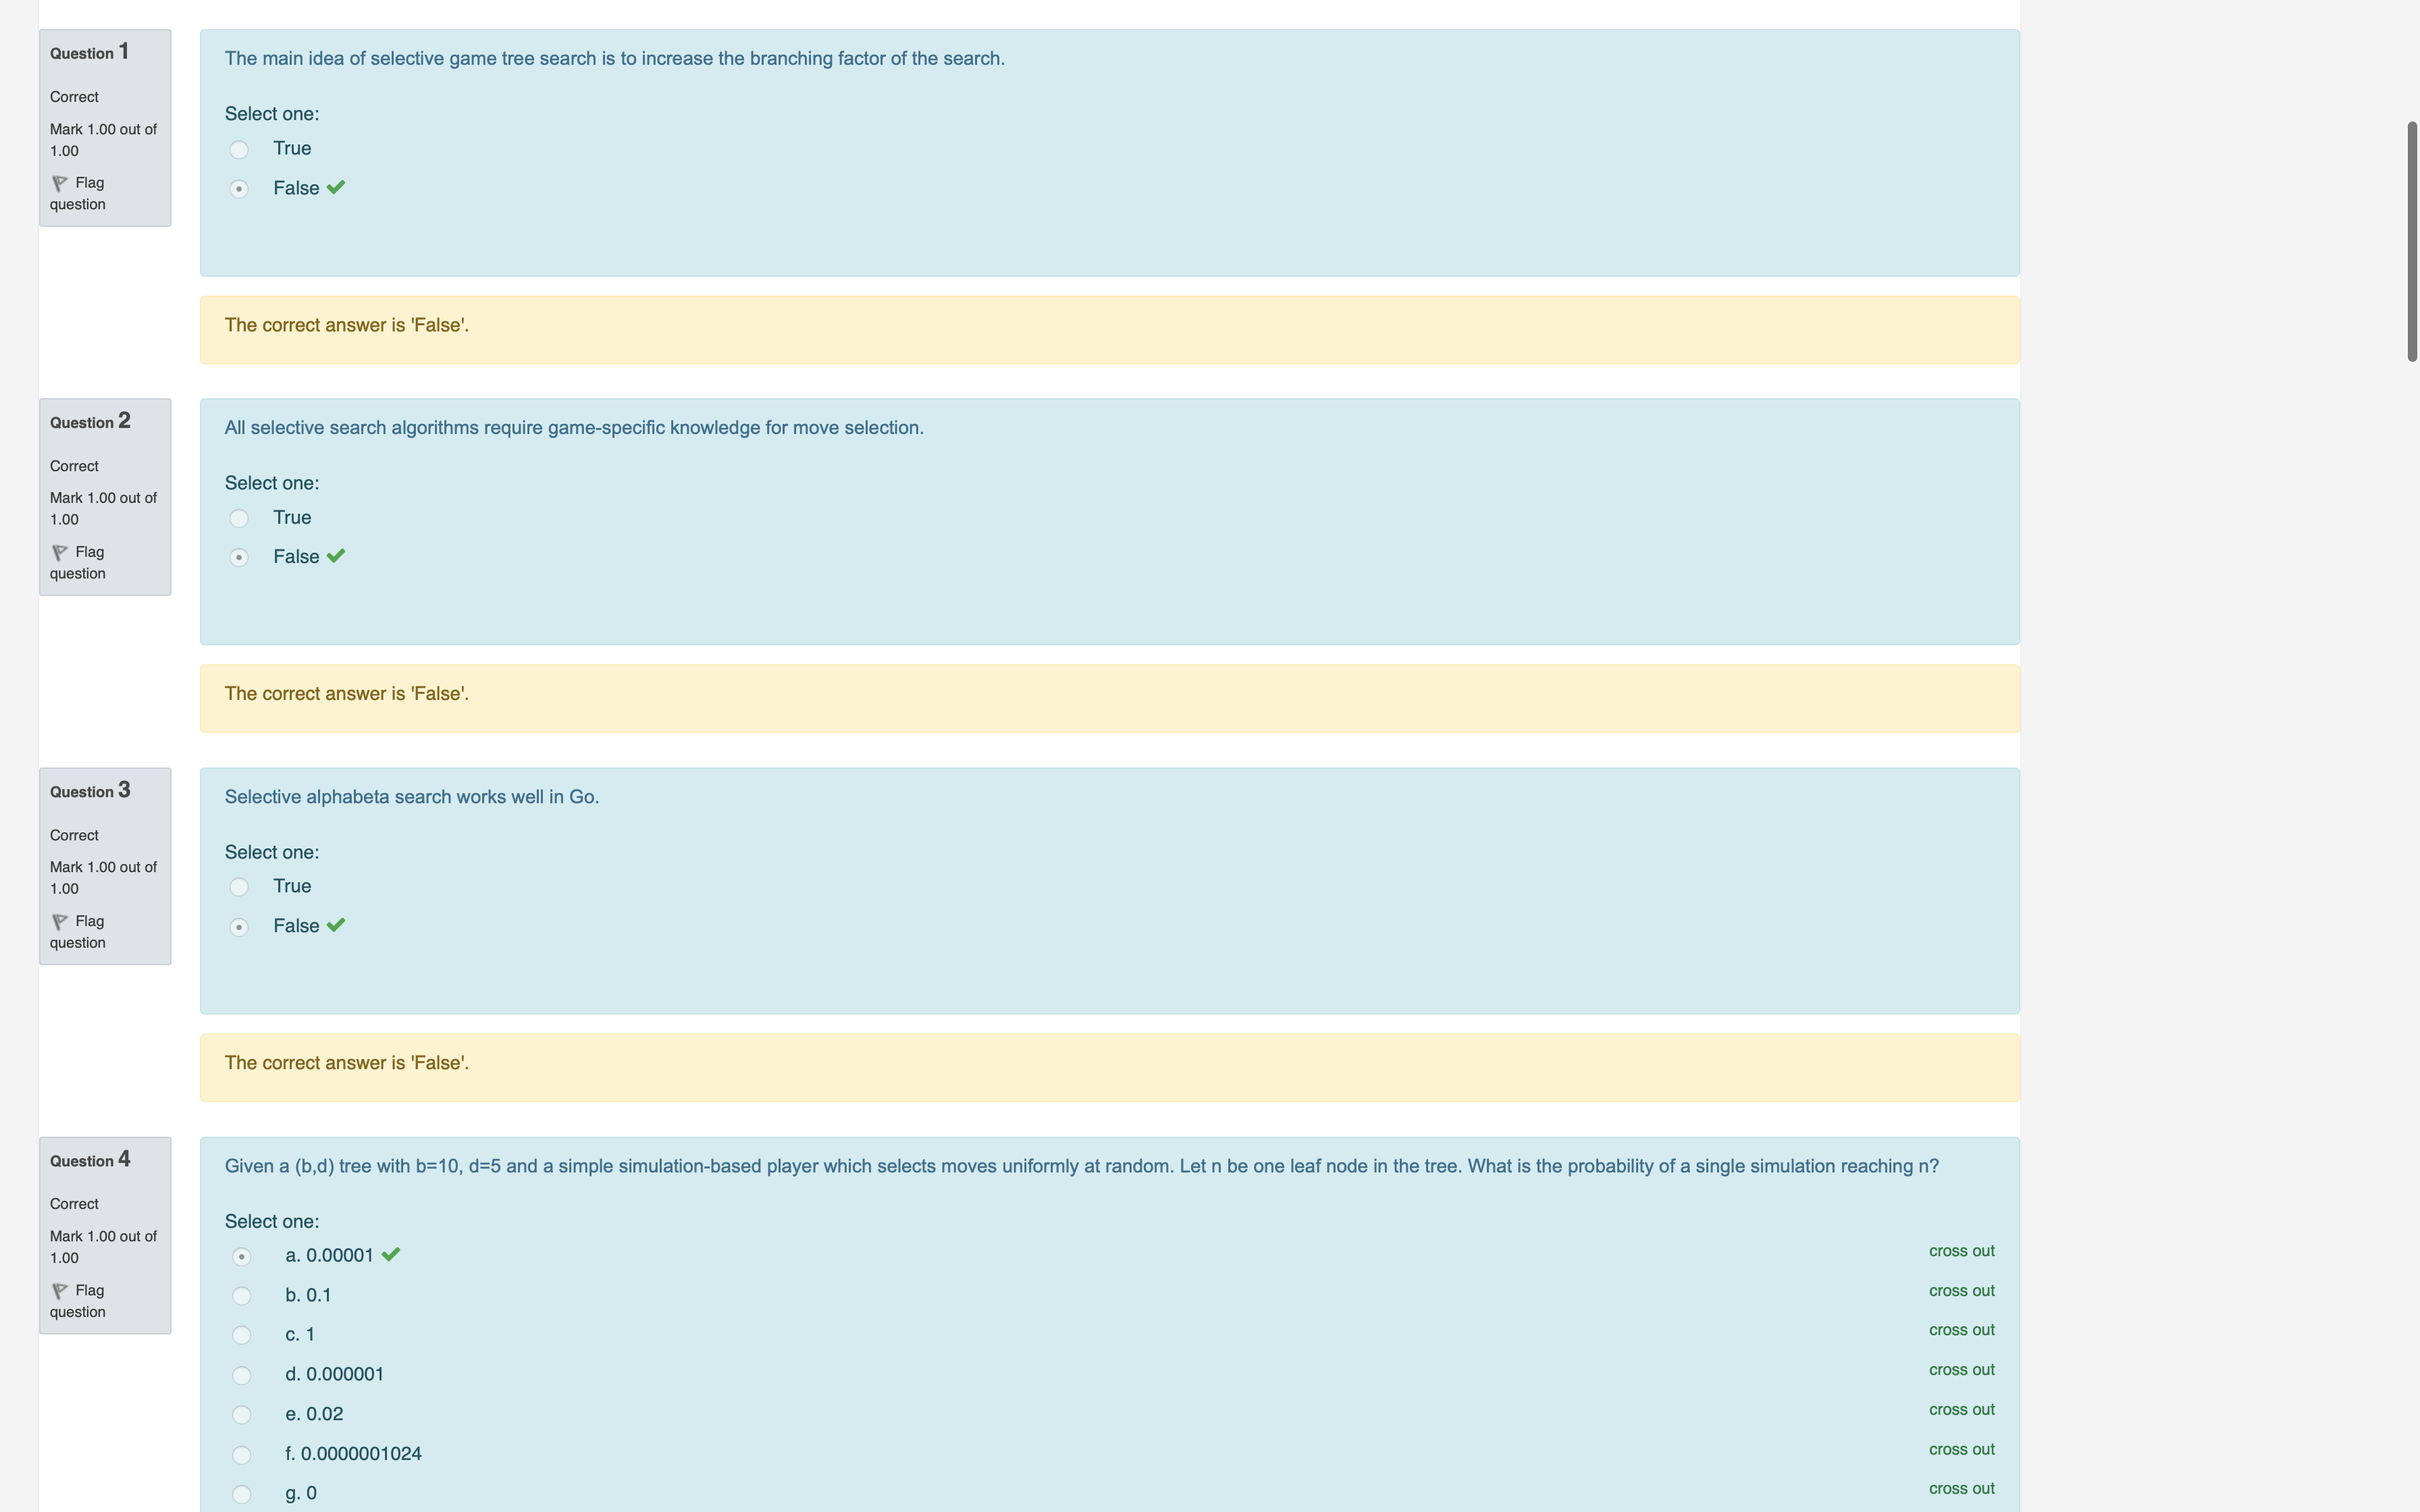 Question 1
Correct
Mark 1.00 out of
1.00
Flag
question
The main idea of selective game tree search is to increase the branching factor of the search.
Select one:
True
False
The correct answer is 'False'.
Question 2
Correct
Mark 1.00 out of
1.00
Flag
question
All selective search algorithms require game-specific knowledge for move selection.
Select one:
True
False
The correct answer is 'False'.
Question 3
Correct
Mark 1.00 out of
1.00
Flag
question
Selective alphabeta search works well in Go.
Select one:
True
False
The correct answer is 'False'.
Question 4
Correct
Mark 1.00 out of
1.00
Flag
question
Given a (b,d) tree with b=10, d=5 and a simple simulation-based player which selects moves uniformly at random. Let n be one leaf node in the tree. What is the probability of a single simulation reaching n?
Select one:
a. 0.00001 cross out
b. 0.1 cross out
c. 1 cross out
d. 0.000001 cross out
e. 0.02 cross out
f. 0.0000001024 cross out
g. 0 cross out